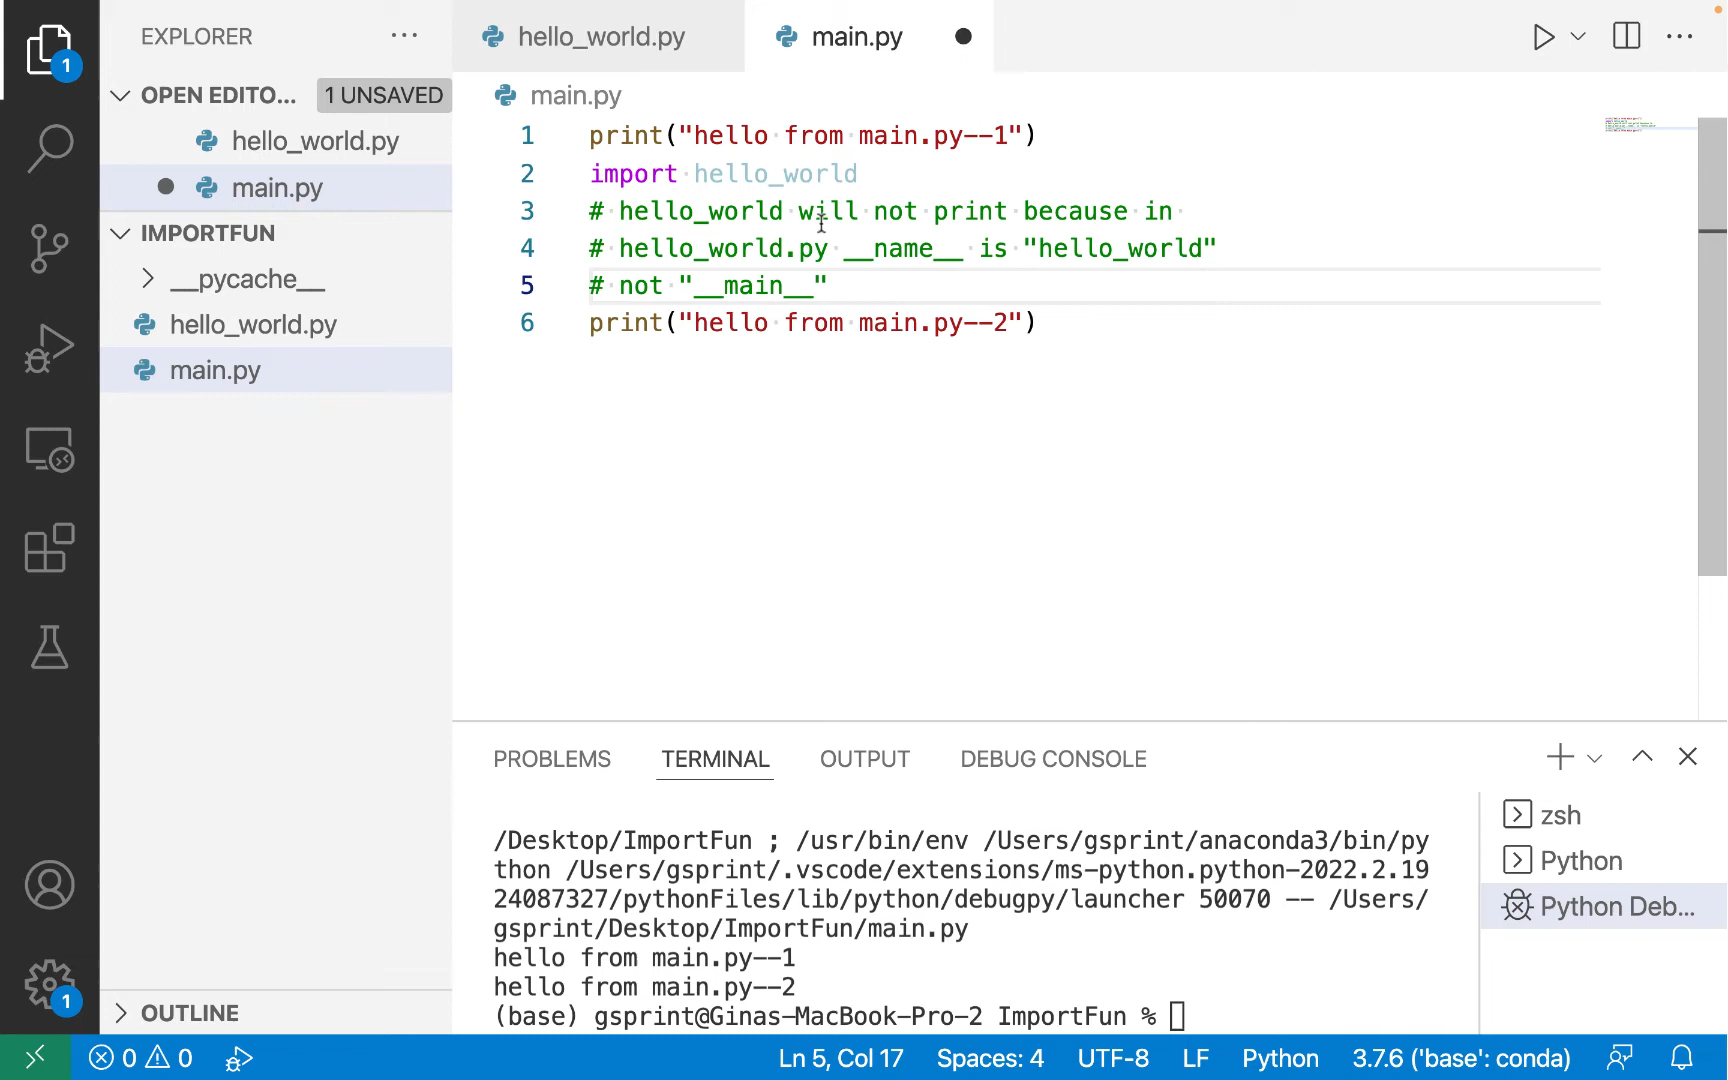 EXPLORER
1
OPEN EDITO... 1 UNSAVED
hello_world.py
main.py
IMPORTFUN
__pycache__
hello_world.py
main.py
OUTLINE
1
hello_world.py main.py
main.py
1 print("hello from main.py--1")
2 import hello_world
3 # hello_world will not print because in
4 # hello_world.py __name__ is "hello_world"
5 # not "__main__"
6 print("hello from main.py--2")
PROBLEMS TERMINAL OUTPUT DEBUG CONSOLE
/Desktop/ImportFun ; /usr/bin/env /Users/gsprint/anaconda3/bin/py
thon /Users/gsprint/.vscode/extensions/ms-python.python-2022.2.19
24087327/pythonFiles/lib/python/debugpy/launcher 50070 -- /Users/
gsprint/Desktop/ImportFun/main.py
hello from main.py--1
hello from main.py--2
(base) gsprint@Ginas-MacBook-Pro-2 ImportFun %
zsh
Python
Python Deb...
0 0 Ln 5, Col 17 Spaces: 4 UTF-8 LF Python 3.7.6 ('base': conda)